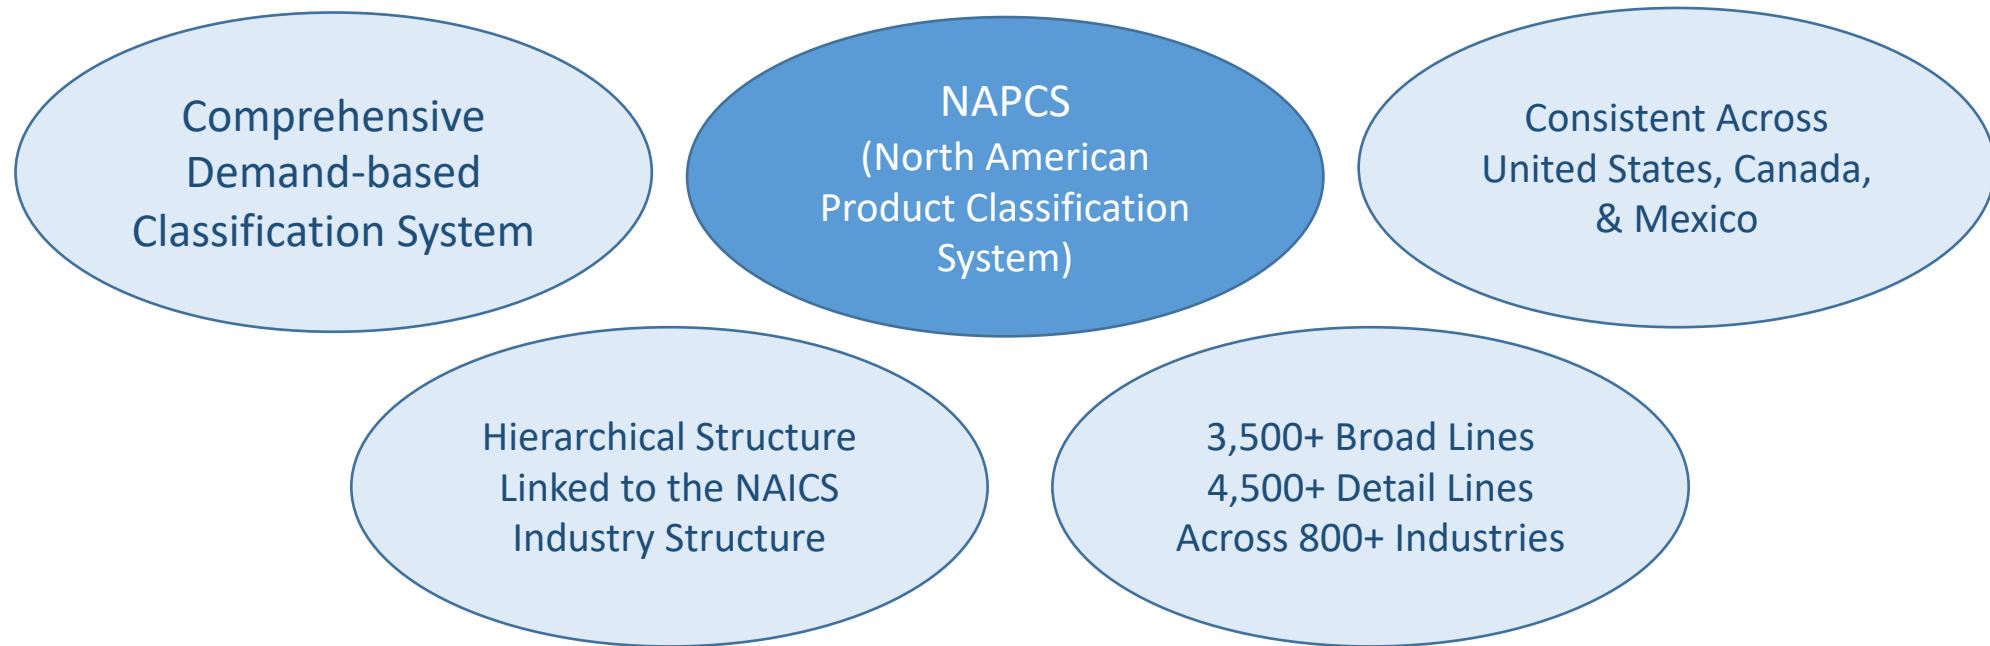 Comprehensive
Demand-based
Classification System
NAPCS
(North American
Product Classification
System)
Consistent Across
United States, Canada,
& Mexico
Hierarchical Structure
Linked to the NAICS
Industry Structure
3,500+ Broad Lines
4,500+ Detail Lines
Across 800+ Industries